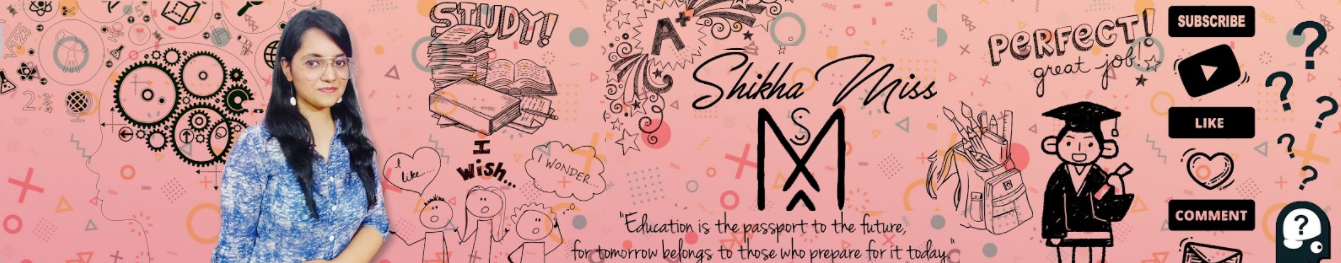 STUDY!
A+
I
Wish...
I like...
I WONDER
...
Shikha Miss
SM
"Education is the passport to the future,
for tomorrow belongs to those who prepare for it today."
PERFECT!
great job!
SUBSCRIBE
LIKE
COMMENT
? ? ? ? ?
?